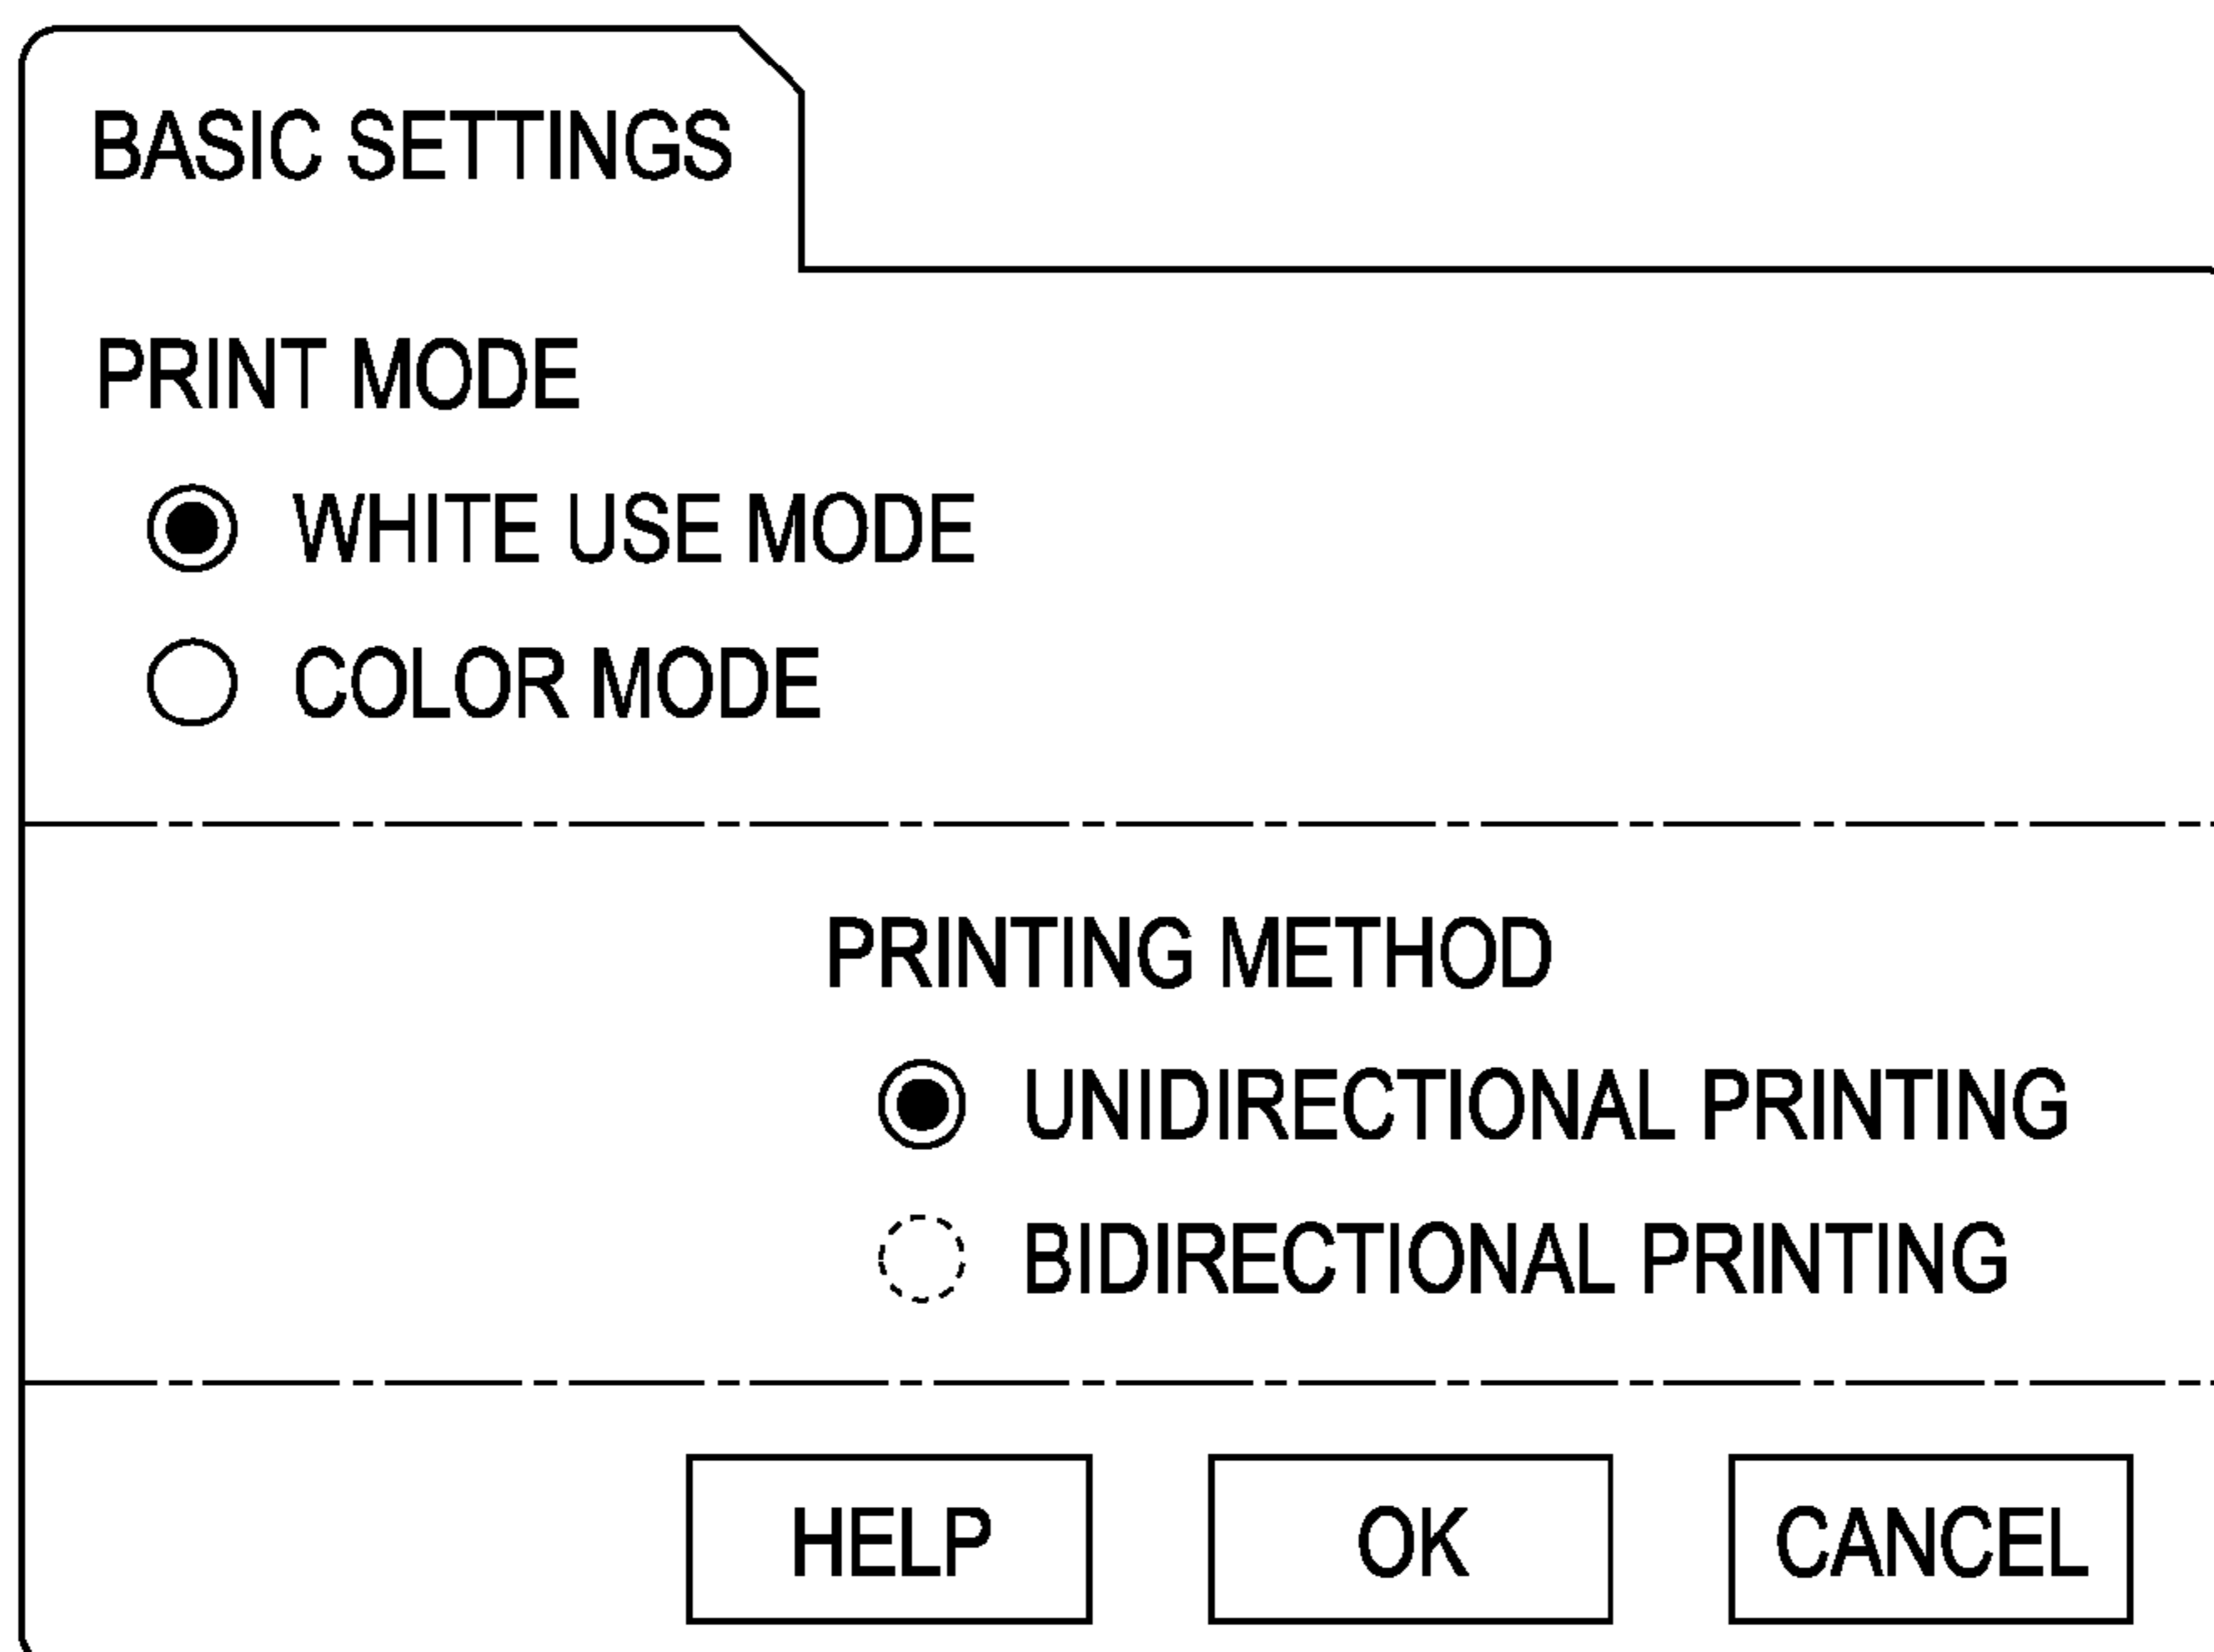 BASIC SETTINGS
PRINT MODE
WHITE USE MODE
COLOR MODE
PRINTING METHOD
UNIDIRECTIONAL PRINTING
BIDIRECTIONAL PRINTING
HELP OK CANCEL